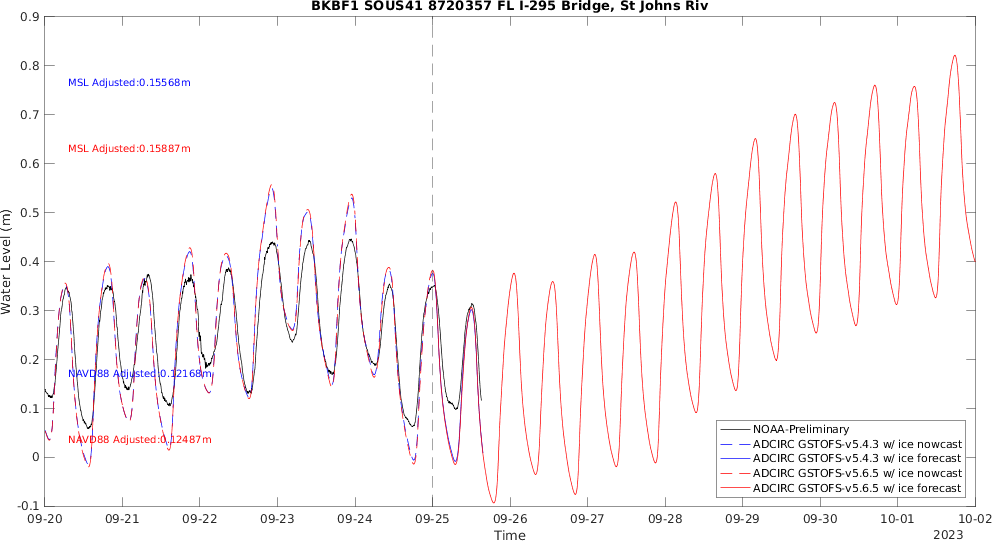 BKBF1 SOUS41 8720357 FL I-295 Bridge, St Johns Riv
0.9
0.8
0.7
0.6
0.5
0.4
0.3
0.2
0.1
0
-0.1
Water Level (m)
MSL Adjusted:0.15568m
MSL Adjusted:0.15887m
NAVD88 Adjusted:0.12168m
NAVD88 Adjusted:0.12487m
NOAA-Preliminary
ADCIRC GSTOFS-v5.4.3 w/ ice nowcast
ADCIRC GSTOFS-v5.4.3 w/ ice forecast
ADCIRC GSTOFS-v5.6.5 w/ ice nowcast
ADCIRC GSTOFS-v5.6.5 w/ ice forecast
09-20 09-21 09-22 09-23 09-24 09-25 09-26 09-27 09-28 09-29 09-30 10-01 10-02
Time
2023